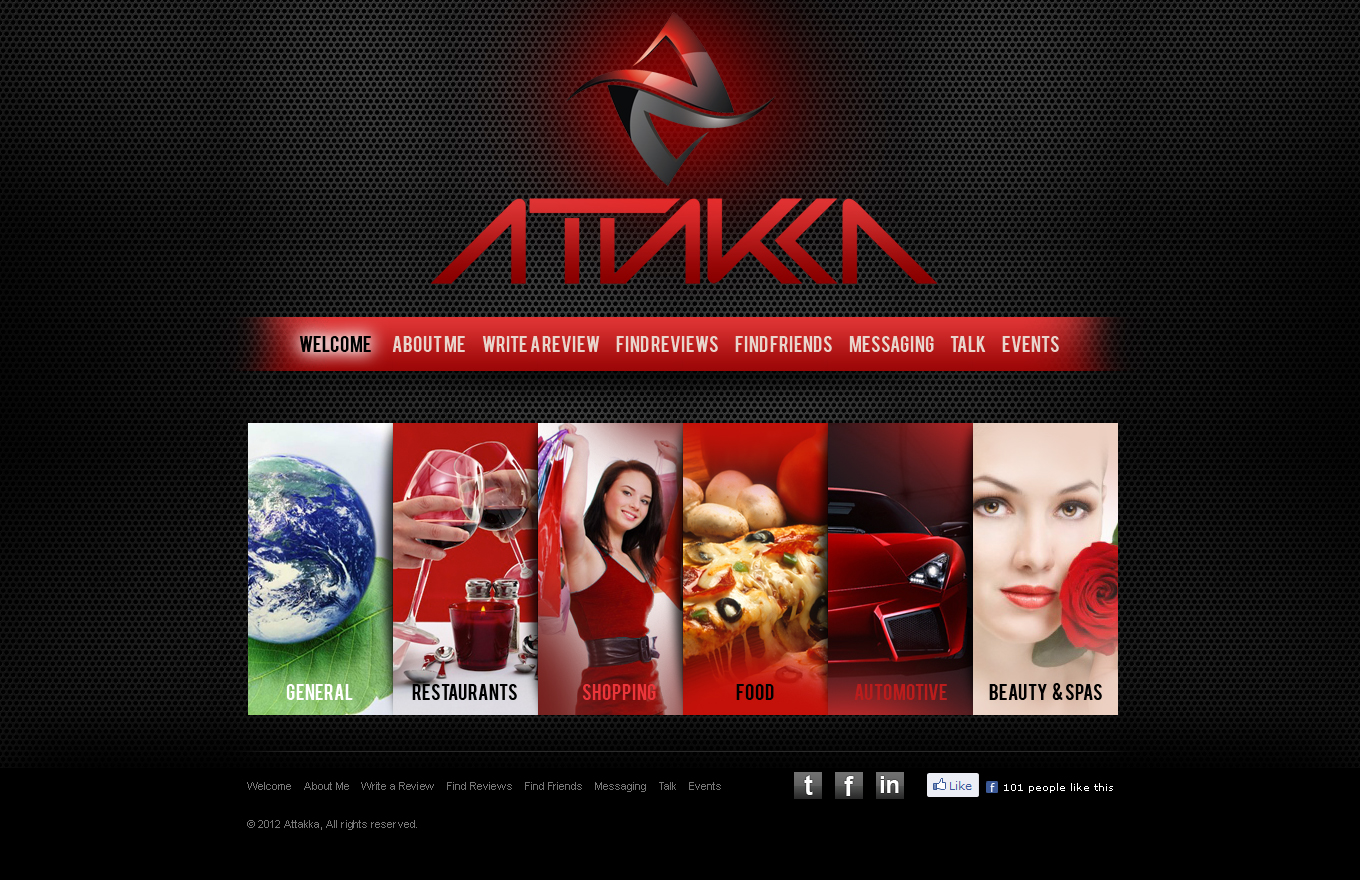 ATTAKKA
WELCOME ABOUT ME WRITE A REVIEW FIND REVIEWS FIND FRIENDS MESSAGING TALK EVENTS
GENERAL RESTAURANTS SHOPPING FOOD AUTOMOTIVE BEAUTY & SPAS
Welcome About Me Write a Review Find Reviews Find Friends Messaging Talk Events
t f in Like f 101 people like this
© 2012 Attakka, All rights reserved.